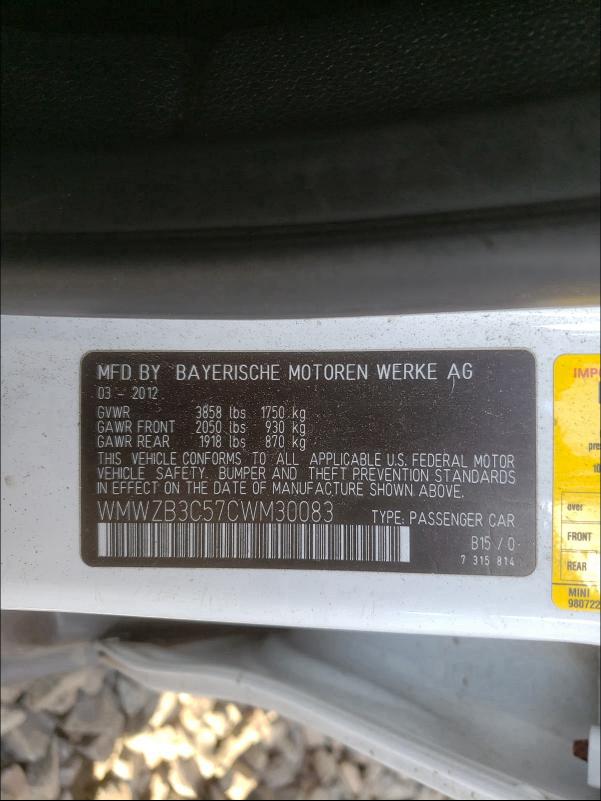 MFD BY BAYERISCHE MOTOREN WERKE AG
03 - 2012
GVWR 3858 lbs 1750 kg
GAWR FRONT 2050 lbs 930 kg
GAWR REAR 1918 lbs 870 kg
THIS VEHICLE CONFORMS TO ALL APPLICABLE U.S. FEDERAL MOTOR
VEHICLE SAFETY, BUMPER AND THEFT PREVENTION STANDARDS
IN EFFECT ON THE DATE OF MANUFACTURE SHOWN ABOVE.
WMWZB3C57CWM30083 TYPE: PASSENGER CAR
B15 / 0
7 315 814
over
FRONT
REAR
MINI